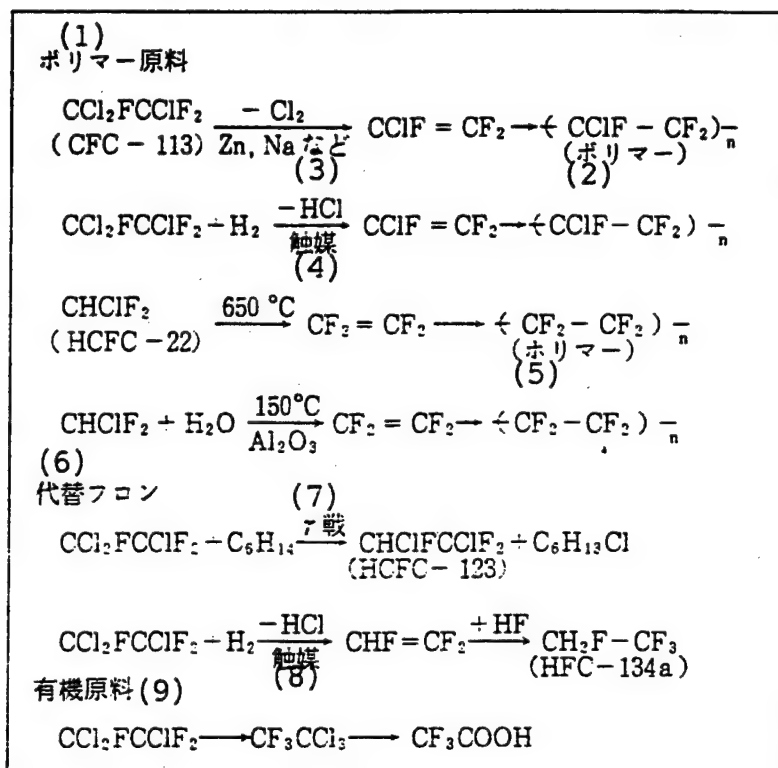 (1)
ポリマー原料
CCl₂FCClF₂ − Cl₂ → CClF = CF₂ → ( CClF − CF₂ )‾n
( CFC − 113 ) Zn, Na など (ポリマー)
(3) (2)
CCl₂FCClF₂ + H₂ −HCl → CClF = CF₂ → ( CClF − CF₂ )‾n
触媒
(4)
CHClF₂ 650 °C → CF₂ = CF₂ → ( CF₂ − CF₂ )‾n
( HCFC − 22 ) (ポリマー)
(5)
CHClF₂ + H₂O 150°C → CF₂ = CF₂ → ( CF₂ − CF₂ )‾n
Al₂O₃
(6)
代替フロン (7)
CCl₂FCClF₂ + C₆H₁₄ γ 戦 → CHClFCClF₂ + C₆H₁₃Cl
(HCFC − 123)
CCl₂FCClF₂ + H₂ −HCl → CHF = CF₂ +HF → CH₂F − CF₃
触媒 (HFC−134a)
(8)
有機原料 (9)
CCl₂FCClF₂ → CF₃CCl₃ → CF₃COOH